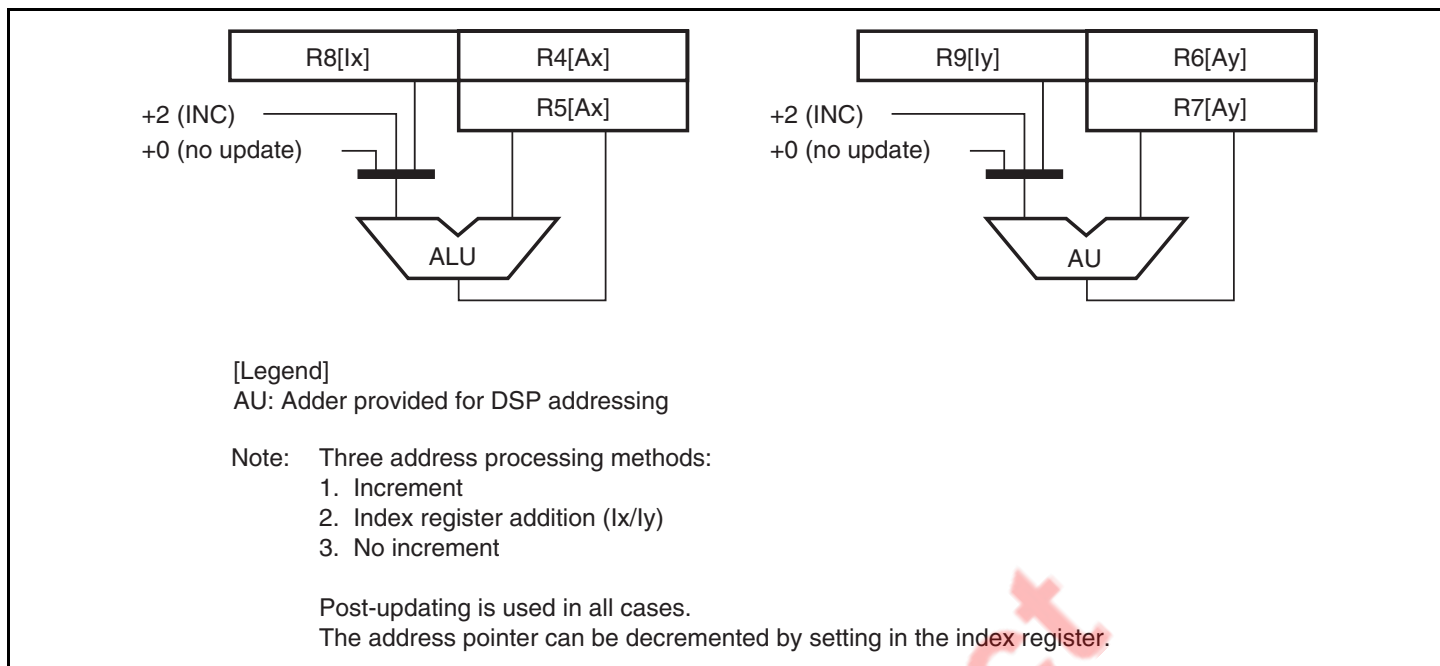 R8[Ix] R4[Ax]
R5[Ax]
+2 (INC)
+0 (no update)
ALU
R9[Iy] R6[Ay]
R7[Ay]
+2 (INC)
+0 (no update)
AU
[Legend]
AU: Adder provided for DSP addressing
Note: Three address processing methods:
1. Increment
2. Index register addition (Ix/Iy)
3. No increment
Post-updating is used in all cases.
The address pointer can be decremented by setting in the index register.
ct